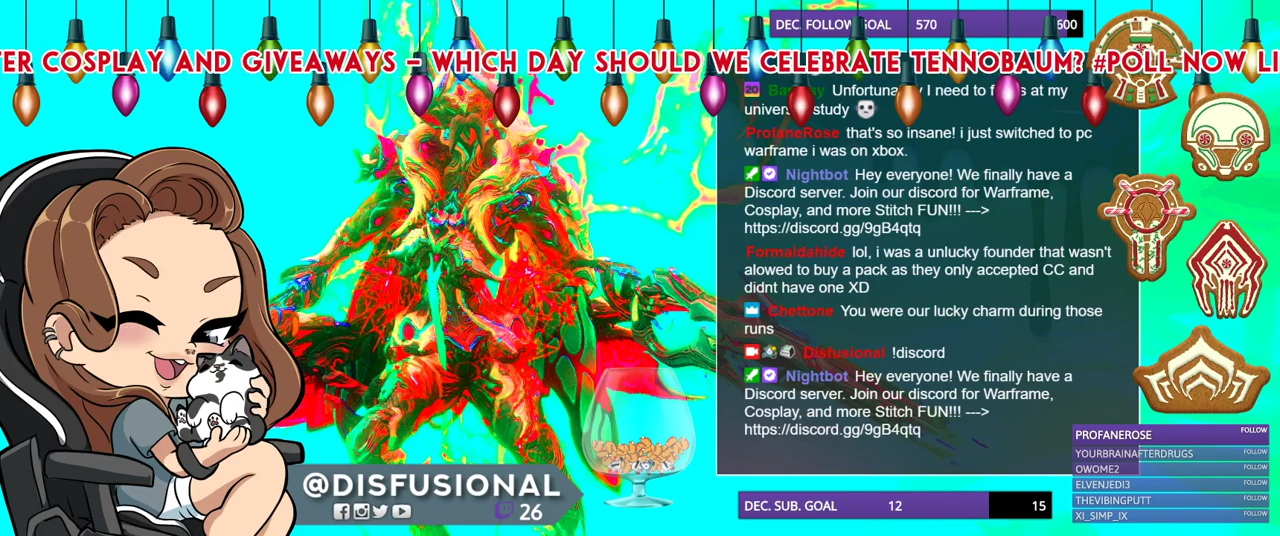 DEC. FOLLOW GOAL 570 600
TER COSPLAY AND GIVEAWAYS - WHICH DAY SHOULD WE CELEBRATE TENNOBAUM? #POLL NOW LI
20 Unfortunately I need to at my
study
ProfaneRose that's so insane! i just switched to pc
warframe i was on xbox.
Nightbot Hey everyone! We finally have a
Discord server. Join our discord for Warframe,
Cosplay, and more Stitch FUN!!! --->
https://discord.gg/9gB4qtq
Formaldahide lol, i was a unlucky founder that wasn't
alowed to buy a pack as they only accepted CC and
didnt have one XD
Chettone You were our lucky charm during those
runs
Disfusional !discord
Nightbot Hey everyone! We finally have a
Discord server. Join our discord for Warframe,
Cosplay, and more Stitch FUN!!! --->
https://discord.gg/9gB4qtq
DEC. SUB. GOAL 12 15
@DISFUSIONAL
26
PROFANEROSE FOLLOW
YOURBRAINAFTERDRUGS FOLLOW
OWOME2 FOLLOW
ELVENJEDI3 FOLLOW
THEVIBINGPUTT FOLLOW
XI_SIMP_IX FOLLOW